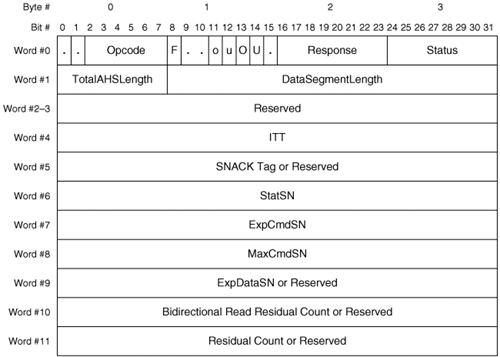 Byte # 0 1 2 3
Bit # 0 1 2 3 4 5 6 7 8 9 10 11 12 13 14 15 16 17 18 19 20 21 22 23 24 25 26 27 28 29 30 31
Word #0 . . Opcode F . . o u O U . Response Status
Word #1 TotalAHSLength DataSegmentLength
Word #2–3 Reserved
Word #4 ITT
Word #5 SNACK Tag or Reserved
Word #6 StatSN
Word #7 ExpCmdSN
Word #8 MaxCmdSN
Word #9 ExpDataSN or Reserved
Word #10 Bidirectional Read Residual Count or Reserved
Word #11 Residual Count or Reserved